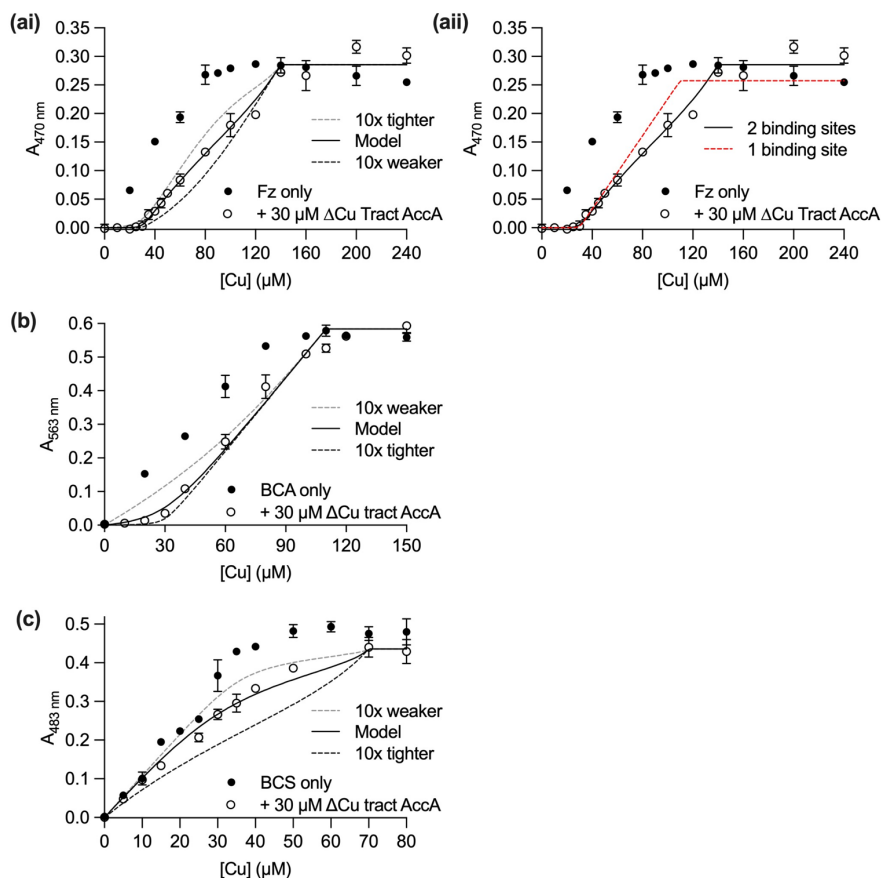 (ai)
0.35
0.30
0.25
0.20
0.15
0.10
0.05
0.00
A470 nm
10x tighter
Model
10x weaker
Fz only
+ 30 µM ΔCu Tract AccA
0 40 80 120 160 200 240
[Cu] (µM)
(aii)
0.35
0.30
0.25
0.20
0.15
0.10
0.05
0.00
A470 nm
2 binding sites
1 binding site
Fz only
+ 30 µM ΔCu Tract AccA
0 40 80 120 160 200 240
[Cu] (µM)
(b)
0.6
0.5
0.4
0.3
0.2
0.1
0.0
A563 nm
10x weaker
Model
10x tighter
BCA only
+ 30 µM ΔCu tract AccA
0 30 60 90 120 150
[Cu] (µM)
(c)
0.5
0.4
0.3
0.2
0.1
0.0
A483 nm
10x weaker
Model
10x tighter
BCS only
+ 30 µM ΔCu tract AccA
0 10 20 30 40 50 60 70 80
[Cu] (µM)